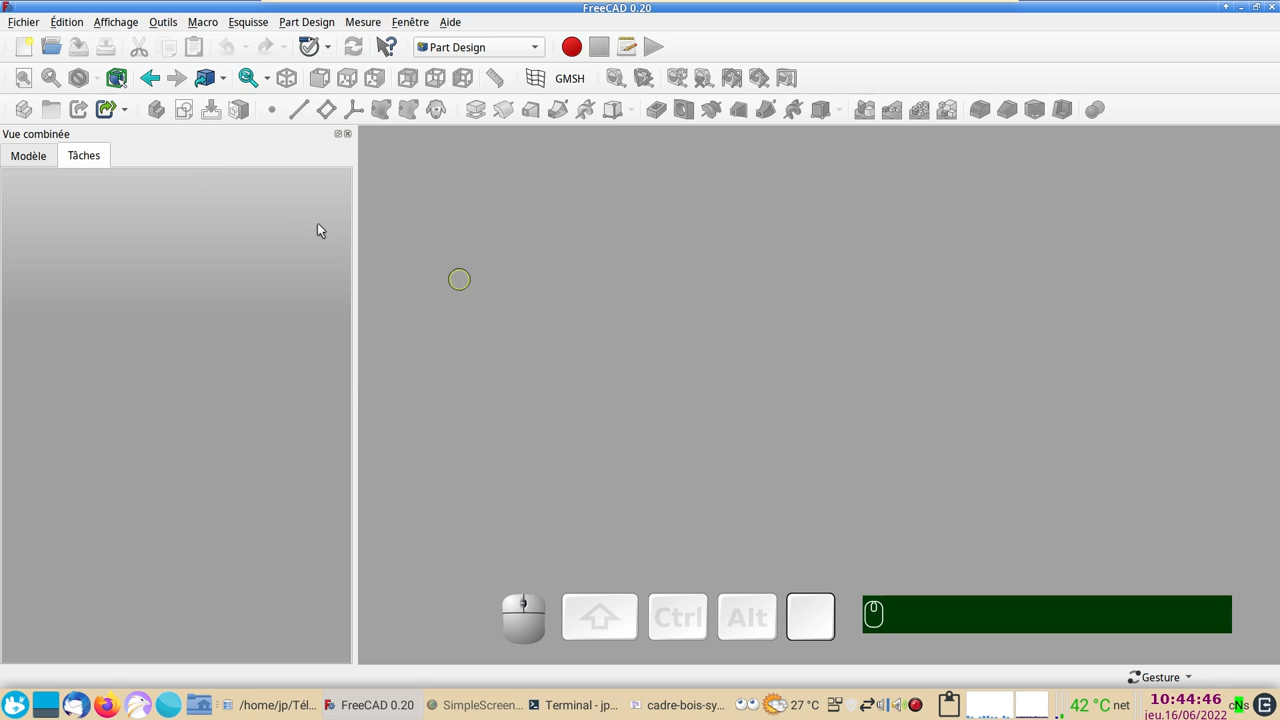 FreeCAD 0.20
Fichier Édition Affichage Outils Macro Esquisse Part Design Mesure Fenêtre Aide
Part Design
GMSH
Vue combinée
Modèle Tâches
Ctrl Alt
Gesture
/home/jp/Tél... FreeCAD 0.20 SimpleScreen... Terminal - jp... cadre-bois-sy... 27 °C 42 °C net 10:44:46 cNs
jeu.16/06/2022